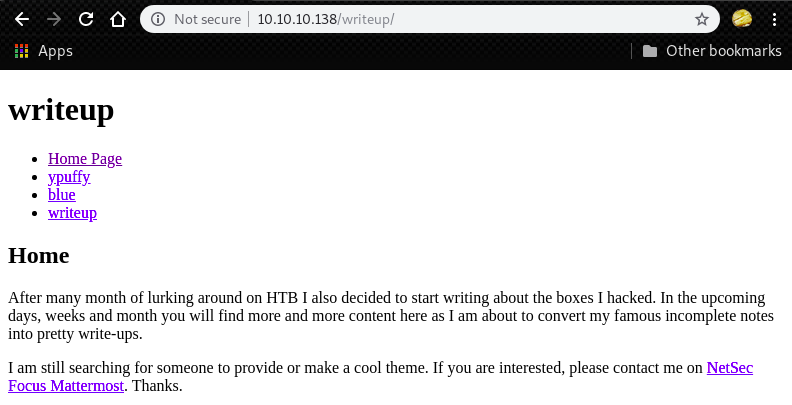 Not secure | 10.10.10.138/writeup/
Apps
Other bookmarks
writeup
Home Page
ypuffy
blue
writeup
Home
After many month of lurking around on HTB I also decided to start writing about the boxes I hacked. In the upcoming
days, weeks and month you will find more and more content here as I am about to convert my famous incomplete notes
into pretty write-ups.
I am still searching for someone to provide or make a cool theme. If you are interested, please contact me on NetSec
Focus Mattermost. Thanks.